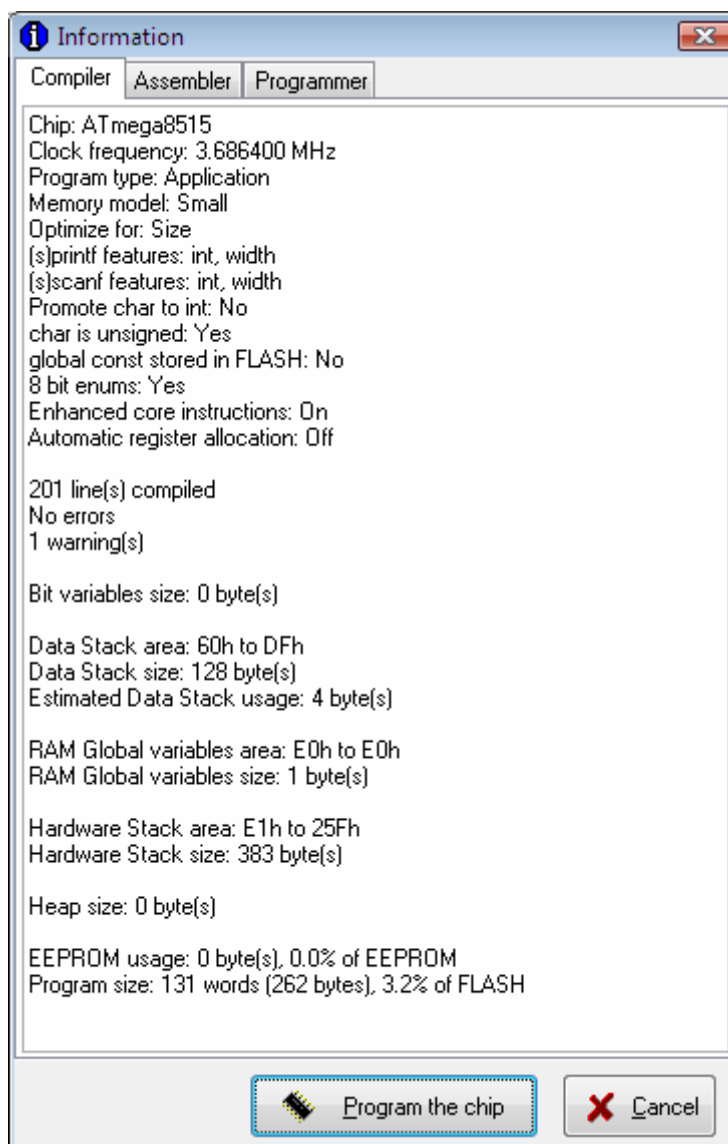 Information
Compiler Assembler Programmer
Chip: ATmega8515
Clock frequency: 3.686400 MHz
Program type: Application
Memory model: Small
Optimize for: Size
(s)printf features: int, width
(s)scanf features: int, width
Promote char to int: No
char is unsigned: Yes
global const stored in FLASH: No
8 bit enums: Yes
Enhanced core instructions: On
Automatic register allocation: Off
201 line(s) compiled
No errors
1 warning(s)
Bit variables size: 0 byte(s)
Data Stack area: 60h to DFh
Data Stack size: 128 byte(s)
Estimated Data Stack usage: 4 byte(s)
RAM Global variables area: E0h to E0h
RAM Global variables size: 1 byte(s)
Hardware Stack area: E1h to 25Fh
Hardware Stack size: 383 byte(s)
Heap size: 0 byte(s)
EEPROM usage: 0 byte(s), 0.0% of EEPROM
Program size: 131 words (262 bytes), 3.2% of FLASH
Program the chip Cancel